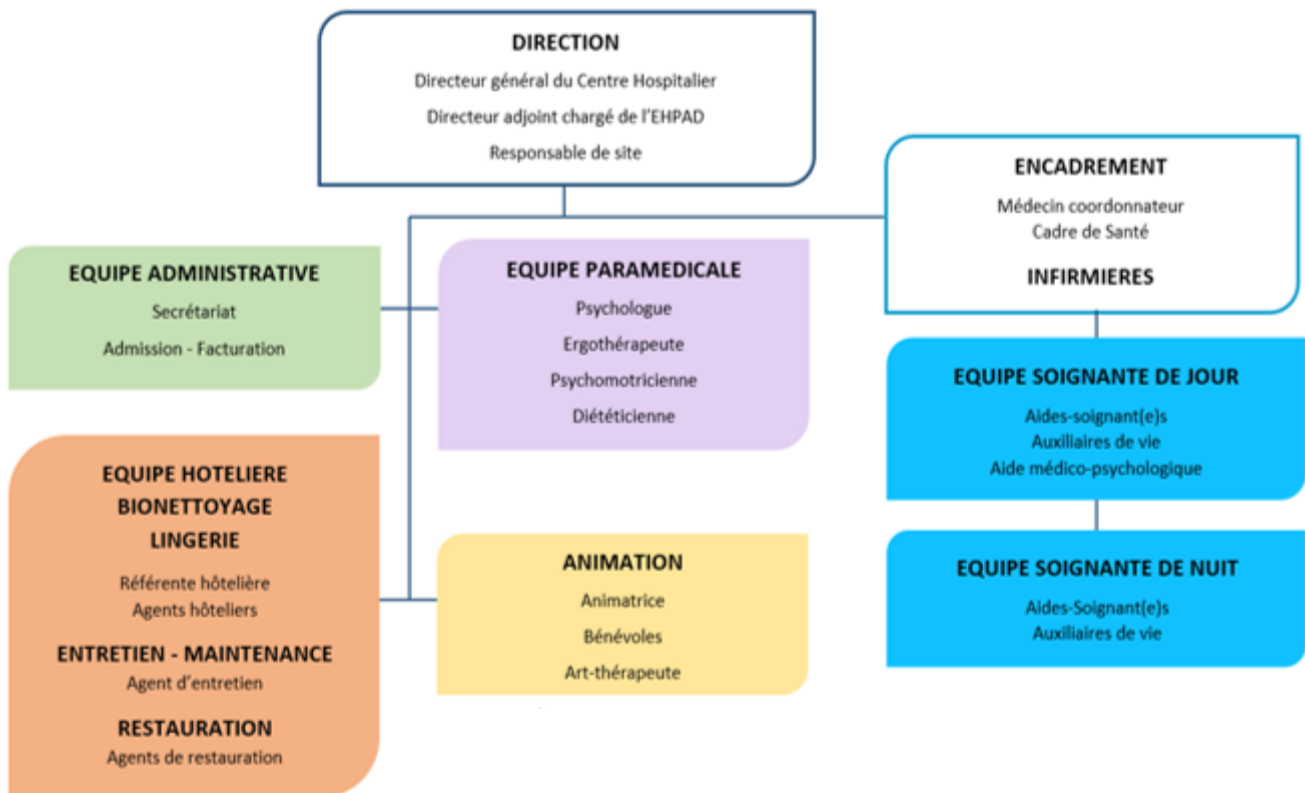 DIRECTION
Directeur général du Centre Hospitalier
Directeur adjoint chargé de l'EHPAD
Responsable de site
ENCADREMENT
Médecin coordonnateur
Cadre de Santé
INFIRMIERES
EQUIPE ADMINISTRATIVE
Secrétariat
Admission - Facturation
EQUIPE PARAMEDICALE
Psychologue
Ergothérapeute
Psychomotricienne
Diététicienne
EQUIPE SOIGNANTE DE JOUR
Aides-soignant(e)s
Auxiliaires de vie
Aide médico-psychologique
EQUIPE HOTELIERE
BIONETTOYAGE
LINGERIE
Référente hôtelière
Agents hôteliers
ENTRETIEN - MAINTENANCE
Agent d'entretien
RESTAURATION
Agents de restauration
ANIMATION
Animatrice
Bénévoles
Art-thérapeute
EQUIPE SOIGNANTE DE NUIT
Aides-Soignant(e)s
Auxiliaires de vie